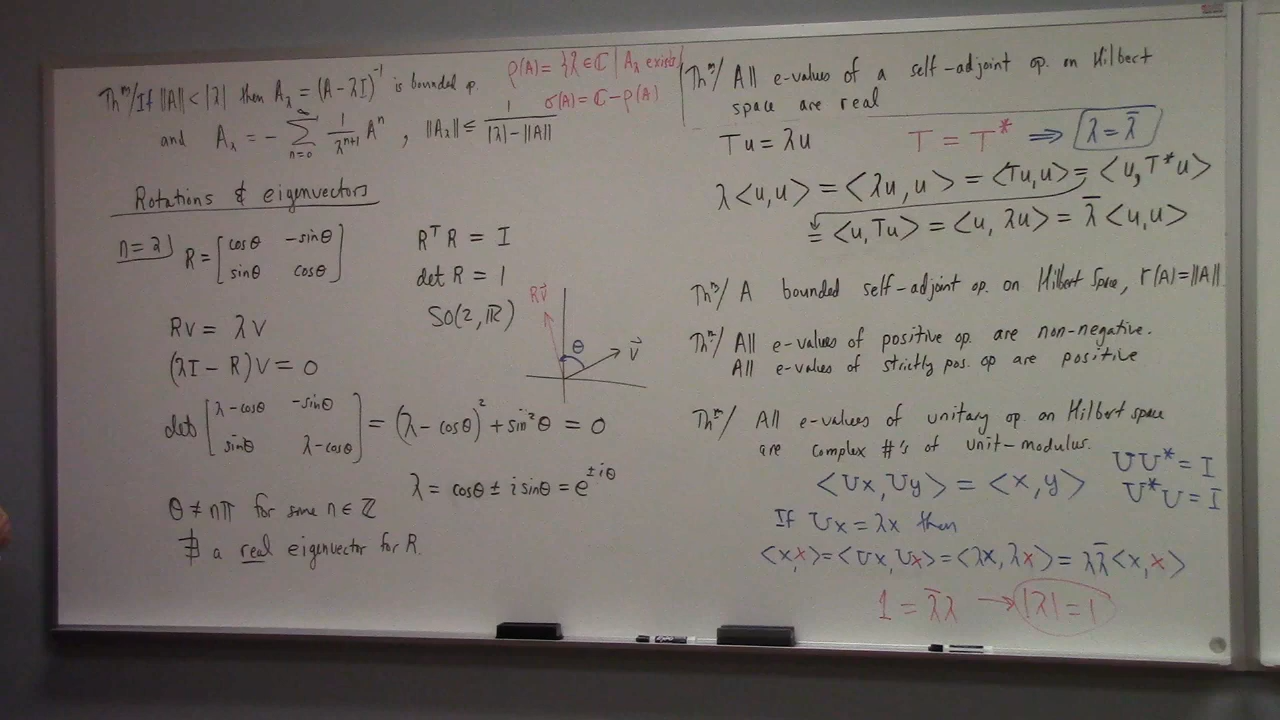 Thᵐ/If ||A|| < |λ| then A_λ = (A − λI)⁻¹ is bounded op.
and A_λ = − ∑_{n=0}^{∞} 1/λⁿ⁺¹ Aⁿ , ||A_λ|| ≤ 1/(|λ| − ||A||)
ρ(A) = {λ ∈ ℂ | A_λ exists}
σ(A) = ℂ − ρ(A)
Rotations & eigenvectors
n=2) R = [cosθ −sinθ; sinθ cosθ]
RᵀR = I
det R = 1
SO(2, ℝ)
Rv = λv
(λI − R)v = 0
Rv⃗
θ
v⃗
det [λ−cosθ −sinθ; sinθ λ−cosθ] = (λ − cosθ)² + sin²θ = 0
λ = cosθ ± i sinθ = e^{±iθ}
θ ≠ nπ for some n ∈ ℤ
∄ a real eigenvector for R.
Thᵐ/ All e-values of a self-adjoint op. on Hilbert
space are real
Tu = λu
T = T* ⟹ λ = λ̄
λ<u,u> = <λu, u> = <Tu,u> = <u, T*u>
= <u, Tu> = <u, λu> = λ̄ <u,u>
Thᵐ/ A bounded self-adjoint op. on Hilbert Space, r(A) = ||A||
Thᵐ/ All e-values of positive op. are non-negative.
All e-values of strictly pos. op are positive
Thᵐ/ All e-values of unitary op. on Hilbert space
are complex #'s of unit-modulus.
<Ux, Uy> = <x, y>
UU* = I
U*U = I
If Ux = λx then
<x,x> = <Ux, Ux> = <λx, λx> = λλ̄ <x, x>
1 = λ̄λ → |λ| = 1